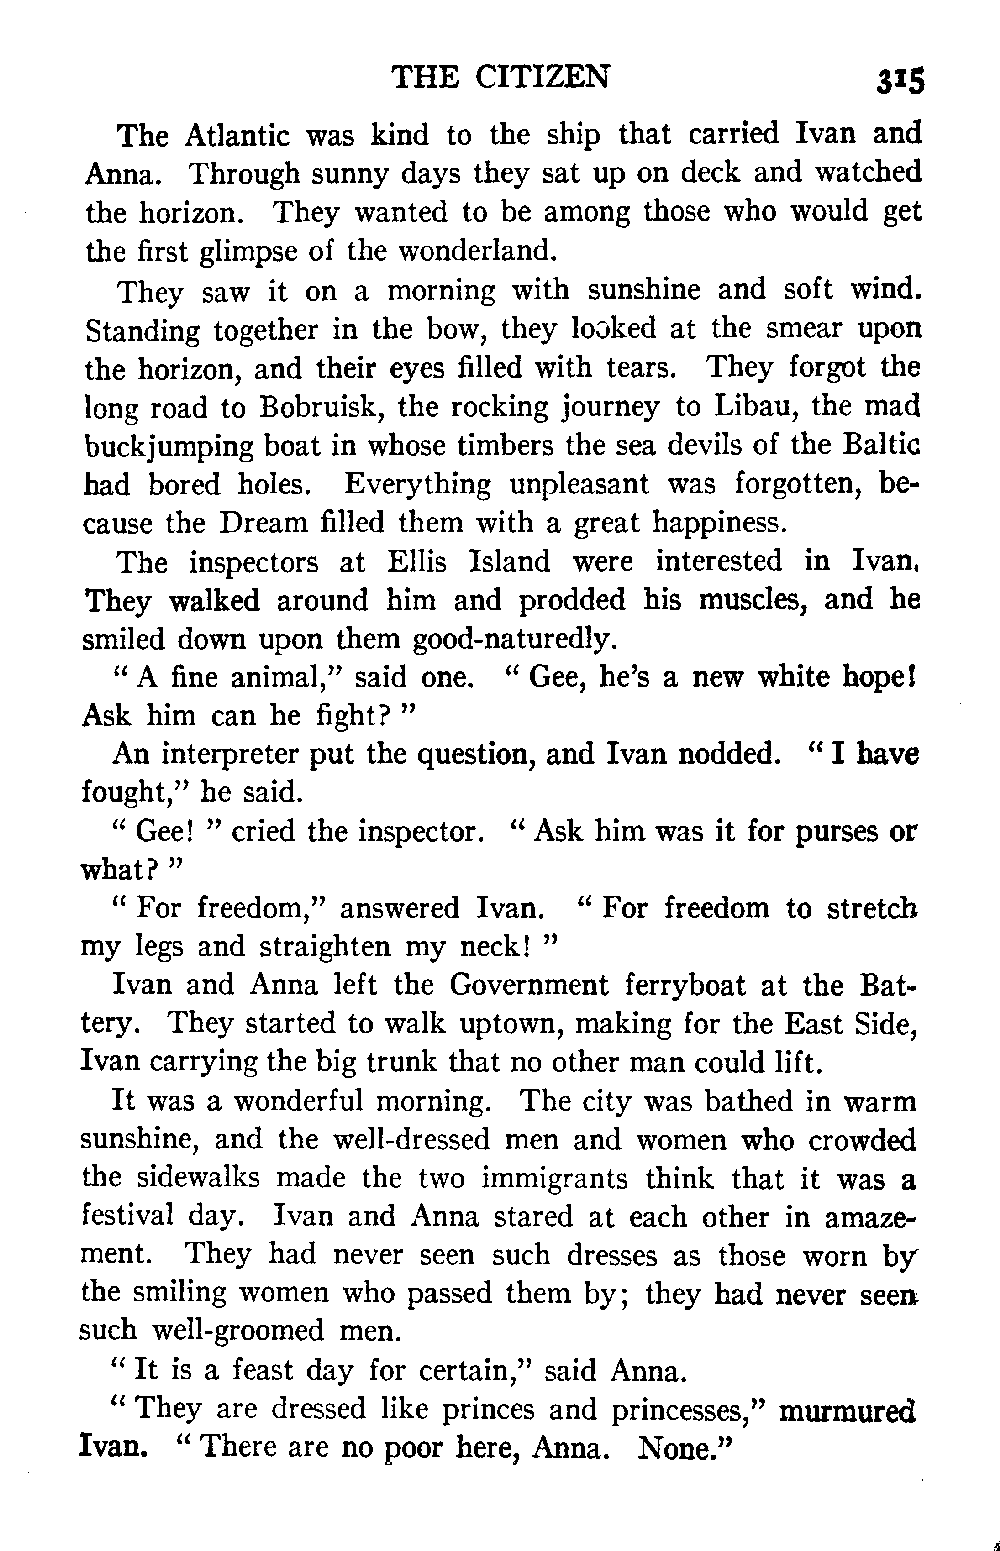 THE CITIZEN 315
The Atlantic was kind to the ship that carried Ivan and
Anna. Through sunny days they sat up on deck and watched
the horizon. They wanted to be among those who would get
the first glimpse of the wonderland.
They saw it on a morning with sunshine and soft wind.
Standing together in the bow, they looked at the smear upon
the horizon, and their eyes filled with tears. They forgot the
long road to Bobruisk, the rocking journey to Libau, the mad
buckjumping boat in whose timbers the sea devils of the Baltic
had bored holes. Everything unpleasant was forgotten, be-
cause the Dream filled them with a great happiness.
The inspectors at Ellis Island were interested in Ivan.
They walked around him and prodded his muscles, and he
smiled down upon them good-naturedly.
“ A fine animal,” said one. “ Gee, he’s a new white hope!
Ask him can he fight? ”
An interpreter put the question, and Ivan nodded. “ I have
fought,” he said.
“ Gee! ” cried the inspector. “ Ask him was it for purses or
what? ”
“ For freedom,” answered Ivan. “ For freedom to stretch
my legs and straighten my neck! ”
Ivan and Anna left the Government ferryboat at the Bat-
tery. They started to walk uptown, making for the East Side,
Ivan carrying the big trunk that no other man could lift.
It was a wonderful morning. The city was bathed in warm
sunshine, and the well-dressed men and women who crowded
the sidewalks made the two immigrants think that it was a
festival day. Ivan and Anna stared at each other in amaze-
ment. They had never seen such dresses as those worn by
the smiling women who passed them by; they had never seen
such well-groomed men.
“ It is a feast day for certain,” said Anna.
“ They are dressed like princes and princesses,” murmured
Ivan. “ There are no poor here, Anna. None.”